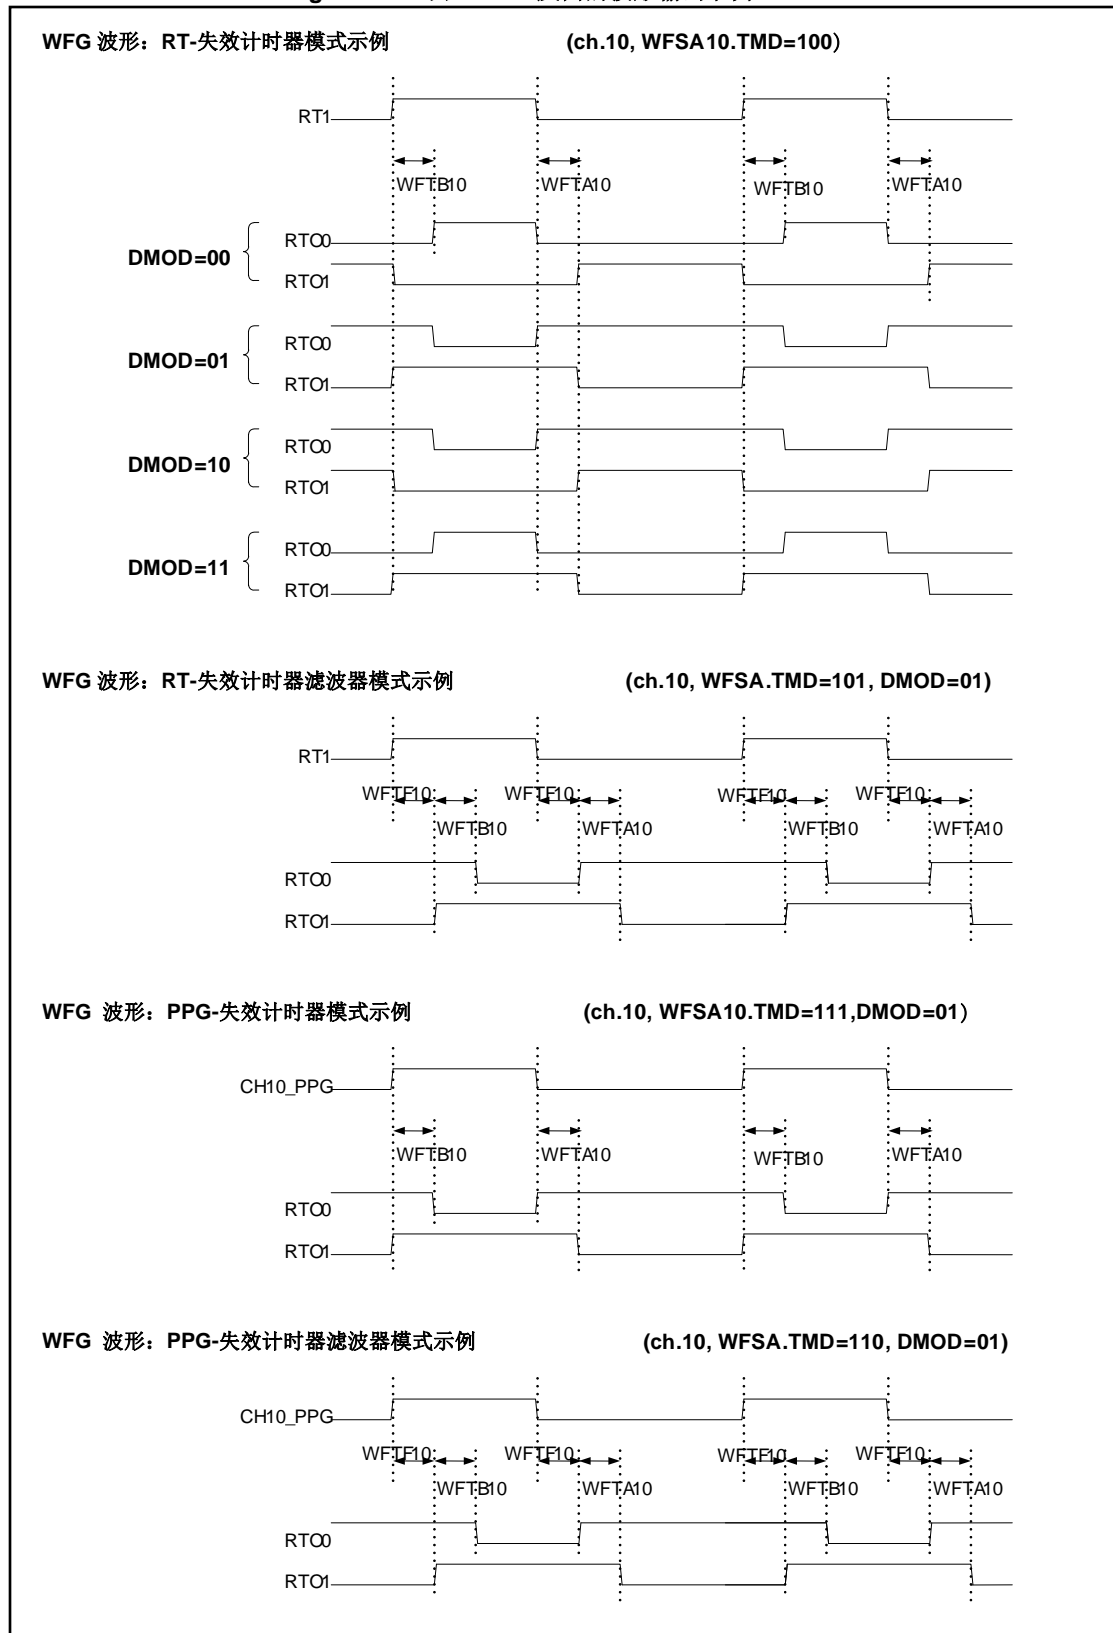 WFG 波形：RT-失效计时器模式示例 (ch.10, WFSA10.TMD=100)
RT1
WFTB10 WFTA10 WFTB10 WFTA10
DMOD=00
RTO0
RTO1
DMOD=01
RTO0
RTO1
DMOD=10
RTO0
RTO1
DMOD=11
RTO0
RTO1
WFG 波形：RT-失效计时器滤波器模式示例 (ch.10, WFSA.TMD=101, DMOD=01)
RT1
WFTF10 WFTF10 WFTF10 WFTF10
WFTB10 WFTA10 WFTB10 WFTA10
RTO0
RTO1
WFG 波形：PPG-失效计时器模式示例 (ch.10, WFSA10.TMD=111,DMOD=01)
CH10_PPG
WFTB10 WFTA10 WFTB10 WFTA10
RTO0
RTO1
WFG 波形：PPG-失效计时器滤波器模式示例 (ch.10, WFSA.TMD=110, DMOD=01)
CH10_PPG
WFTF10 WFTF10 WFTF10 WFTF10
WFTB10 WFTA10 WFTB10 WFTA10
RTO0
RTO1